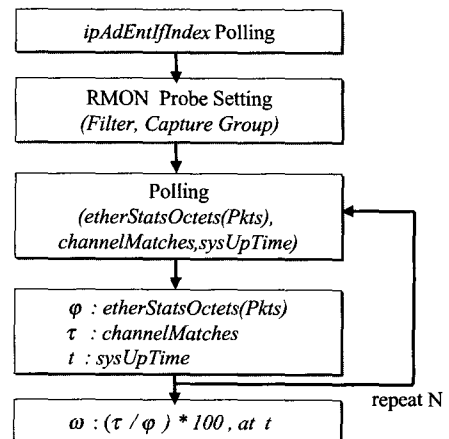 ipAdEntIfIndex Polling
RMON Probe Setting
(Filter, Capture Group)
Polling
(etherStatsOctets(Pkts),
channelMatches,sysUpTime)
φ : etherStatsOctets(Pkts)
τ : channelMatches
t : sysUpTime
repeat N
ω : (τ / φ ) * 100 , at t